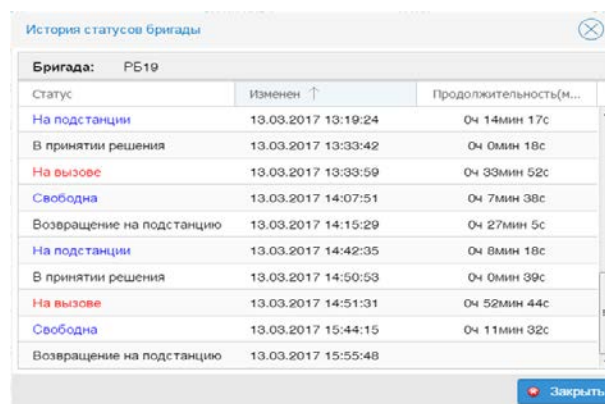 История статусов бригады
Бригада: РБ19
Статус Изменен ↑ Продолжительность(м...
На подстанции 13.03.2017 13:19:24 0ч 14мин 17с
В принятии решения 13.03.2017 13:33:42 0ч 0мин 18с
На вызове 13.03.2017 13:33:59 0ч 33мин 52с
Свободна 13.03.2017 14:07:51 0ч 7мин 38с
Возвращение на подстанцию 13.03.2017 14:15:29 0ч 27мин 5с
На подстанции 13.03.2017 14:42:35 0ч 8мин 18с
В принятии решения 13.03.2017 14:50:53 0ч 0мин 39с
На вызове 13.03.2017 14:51:31 0ч 52мин 44с
Свободна 13.03.2017 15:44:15 0ч 11мин 32с
Возвращение на подстанцию 13.03.2017 15:55:48
Закрыть